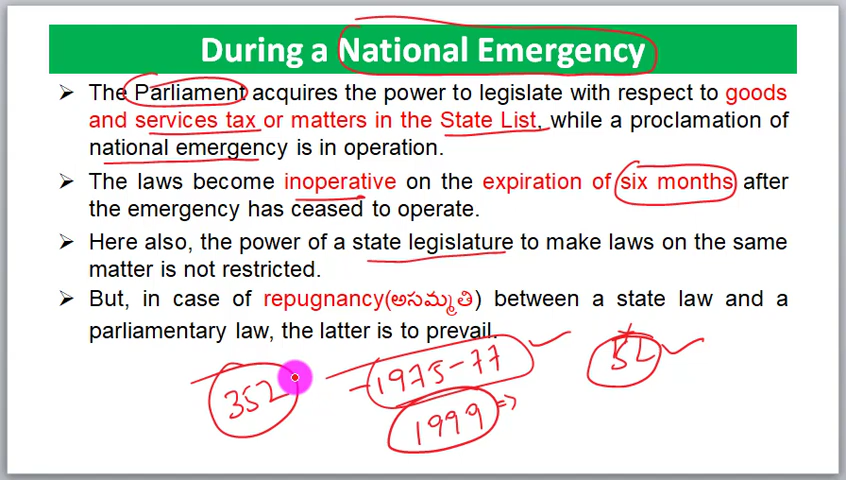 During a National Emergency
➤ The Parliament acquires the power to legislate with respect to goods
and services tax or matters in the State List, while a proclamation of
national emergency is in operation.
➤ The laws become inoperative on the expiration of six months after
the emergency has ceased to operate.
➤ Here also, the power of a state legislature to make laws on the same
matter is not restricted.
➤ But, in case of repugnancy(అసమ్మతి) between a state law and a
parliamentary law, the latter is to prevail.
352 1975-77 52
1999 =>